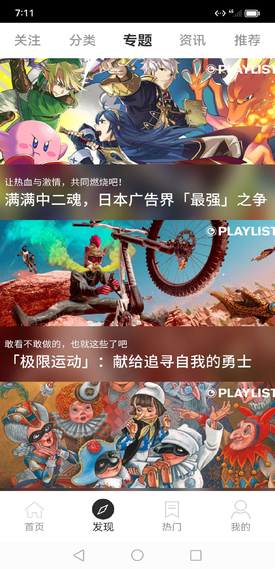 7:11
关注 分类 专题 资讯 推荐
PLAYLIST
让热血与激情，共同燃烧吧！
满满中二魂，日本广告界「最强」之争
PLAYLIST
敢看不敢做的，也就这些了吧
「极限运动」：献给追寻自我的勇士
PLAYLIST
首页 发现 热门 我的